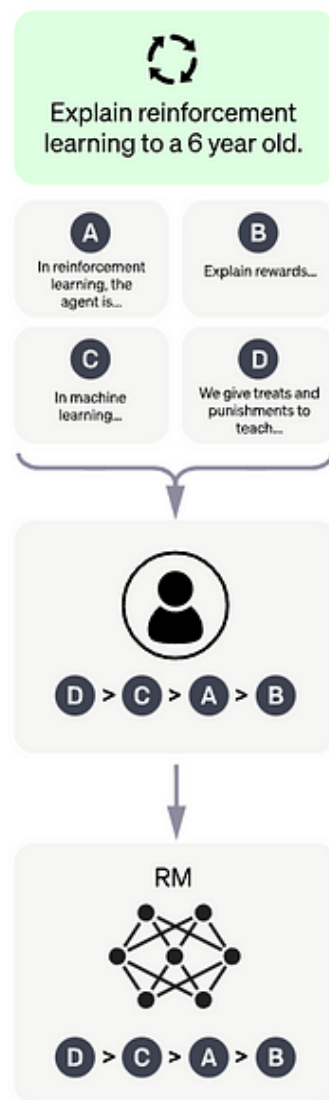 Explain reinforcement
learning to a 6 year old.
A
In reinforcement
learning, the
agent is...
B
Explain rewards...
C
In machine
learning...
D
We give treats and
punishments to
teach...
D > C > A > B
RM
D > C > A > B